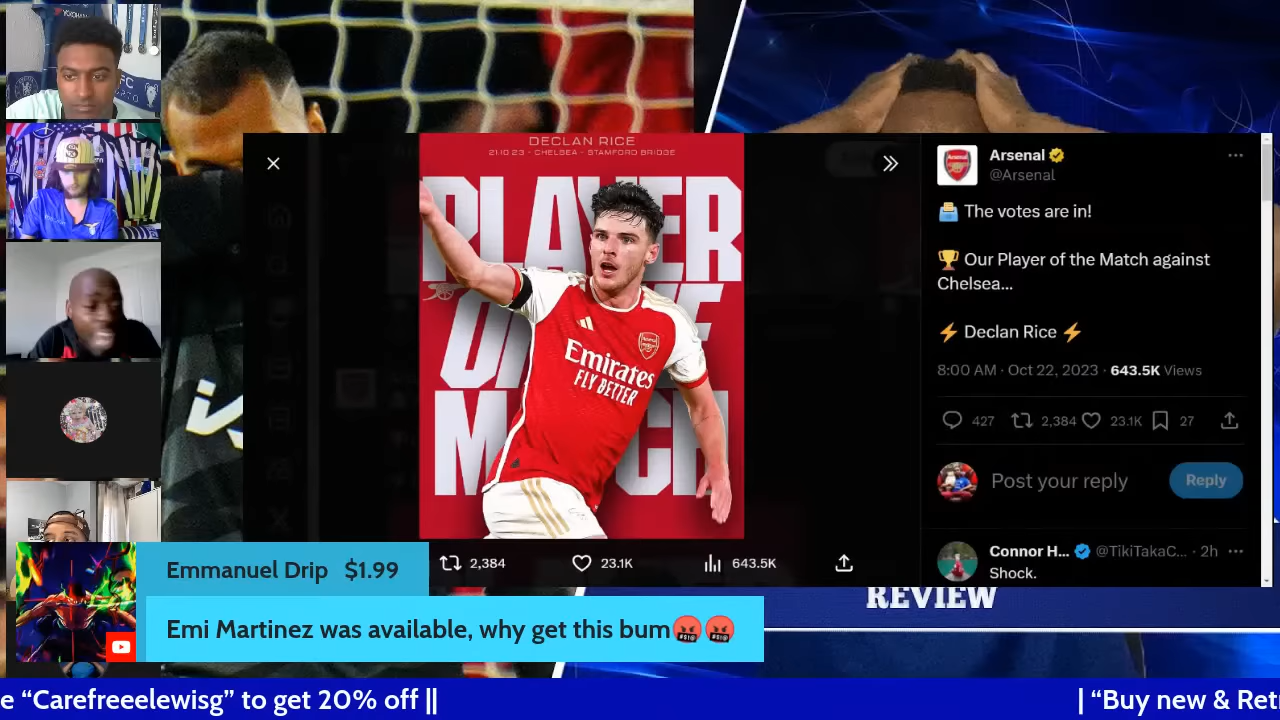 DECLAN RICE
21.10.23 - CHELSEA - STAMFORD BRIDGE
PLAYER
OF THE
MATCH
Emirates
FLY BETTER
Arsenal
@Arsenal
🗳️ The votes are in!
🏆 Our Player of the Match against
Chelsea...
⚡ Declan Rice ⚡
8:00 AM · Oct 22, 2023 · 643.5K Views
427 2,384 23.1K 27
Post your reply
Reply
Connor H... @TikiTakaC... · 2h
Shock.
2,384 23.1K 643.5K
REVIEW
Emmanuel Drip $1.99
Emi Martinez was available, why get this bum🤬🤬
e “Carefreeelewisg” to get 20% off || | “Buy new & Ret